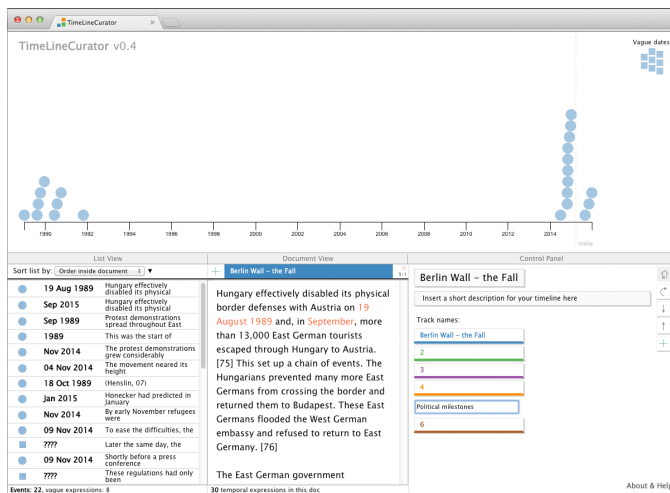 TimeLineCurator
TimeLineCurator v0.4
Vague dates
1990 1992 1994 1996 1998 2000 2002 2004 2006 2008 2010 2012 2014
today
List View
Document View
Control Panel
Sort list by: Order inside document ▼
19 Aug 1989 Hungary effectively
disabled its physical
Sep 2015 Hungary effectively
disabled its physical
Sep 1989 Protest demonstrations
spread throughout East
1989 This was the start of
Nov 2014 The protest demonstrations
grew considerably
04 Nov 2014 The movement neared its
height
18 Oct 1989 (Henslin, 07)
Jan 2015 Honecker had predicted in
January
Nov 2014 By early November refugees
were
09 Nov 2014 To ease the difficulties, the
???? Later the same day, the
09 Nov 2014 Shortly before a press
conference
???? These regulations had only
been
Events: 22, vague expressions: 8
Berlin Wall – the Fall
1/1
Hungary effectively disabled its physical
border defenses with Austria on 19
August 1989 and, in September, more
than 13,000 East German tourists
escaped through Hungary to Austria.
[75] This set up a chain of events. The
Hungarians prevented many more East
Germans from crossing the border and
returned them to Budapest. These East
Germans flooded the West German
embassy and refused to return to East
Germany. [76]
The East German government
30 temporal expressions in this doc
Berlin Wall – the Fall
Insert a short description for your timeline here
Track names:
Berlin Wall – the Fall
2
3
4
Political milestones
6
About & Help